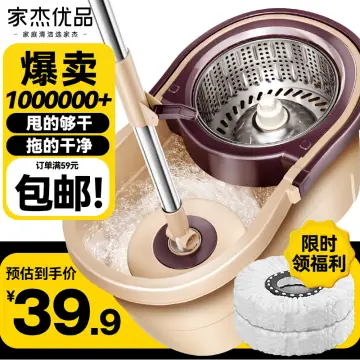 家杰优品
家庭清洁选家杰
爆卖
1000000+
甩的够干
拖的干净
订单满59元
包邮!
限时
领福利
预估到手价
¥39.9